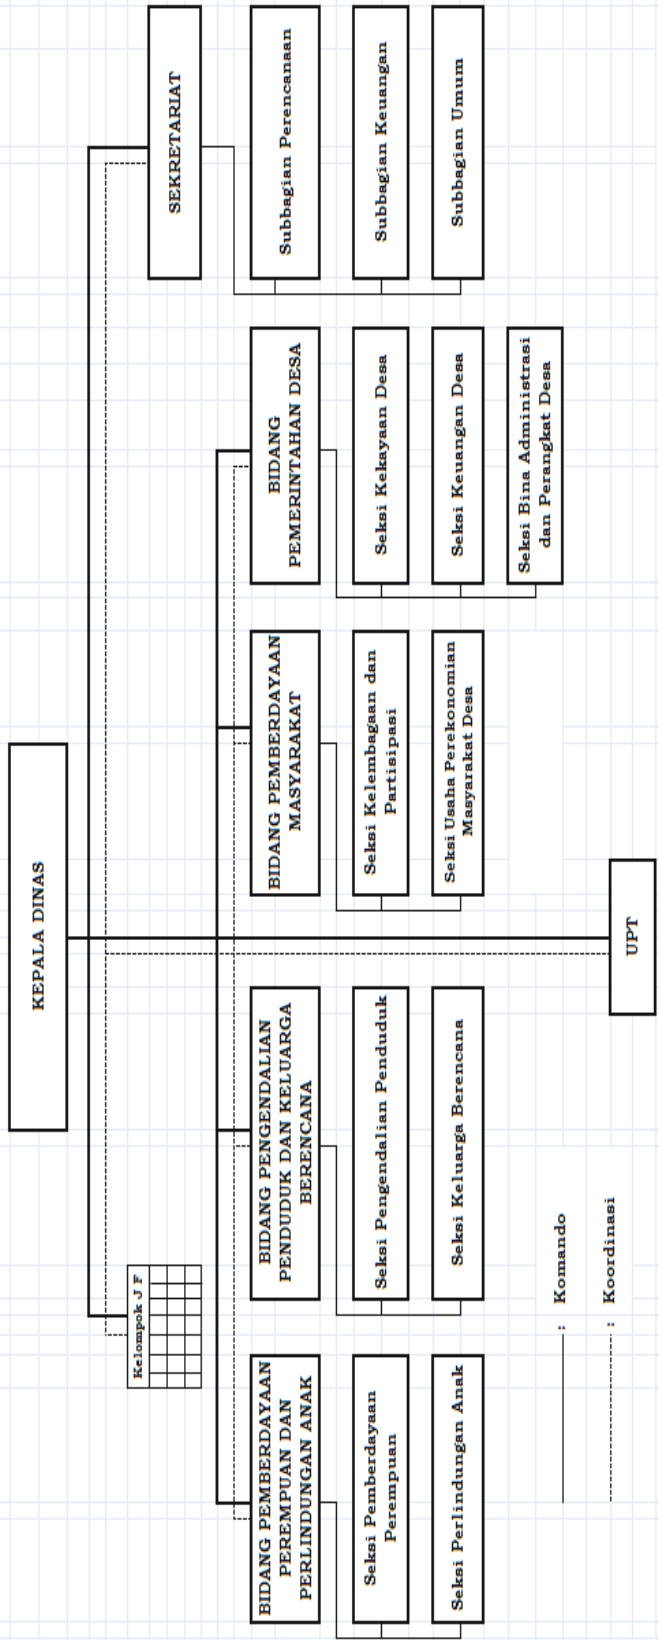 KEPALA DINAS
Kelompok J F
SEKRETARIAT
Subbagian Perencanaan
Subbagian Keuangan
Subbagian Umum
BIDANG PEMBERDAYAAN
PEREMPUAN DAN
PERLINDUNGAN ANAK
Seksi Pemberdayaan
Perempuan
Seksi Perlindungan Anak
BIDANG PENGENDALIAN
PENDUDUK DAN KELUARGA
BERENCANA
Seksi Pengendalian Penduduk
Seksi Keluarga Berencana
BIDANG PEMBERDAYAAN
MASYARAKAT
Seksi Kelembagaan dan
Partisipasi
Seksi Usaha Perekonomian
Masyarakat Desa
BIDANG
PEMERINTAHAN DESA
Seksi Kekayaan Desa
Seksi Keuangan Desa
Seksi Bina Administrasi
dan Perangkat Desa
: Komando
: Koordinasi
UPT